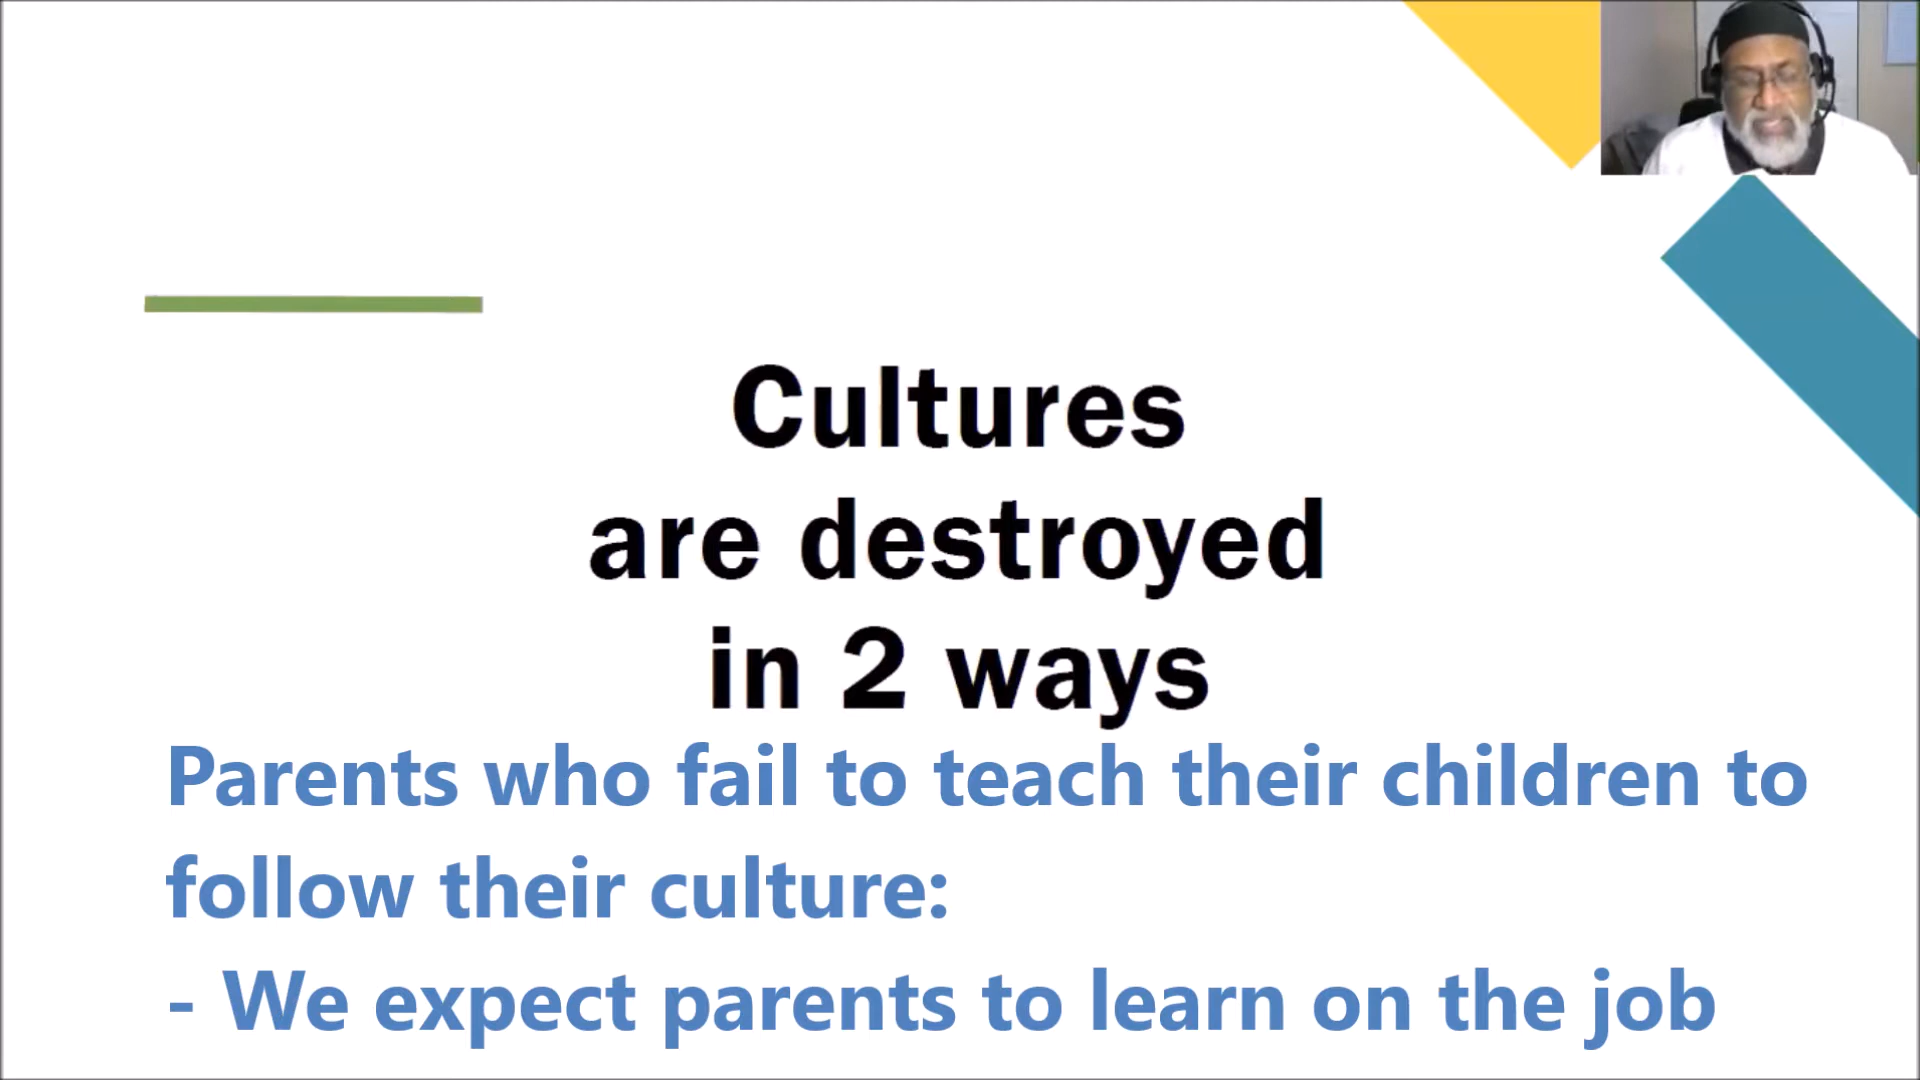 Cultures
are destroyed
in 2 ways
Parents who fail to teach their children to
follow their culture:
- We expect parents to learn on the job